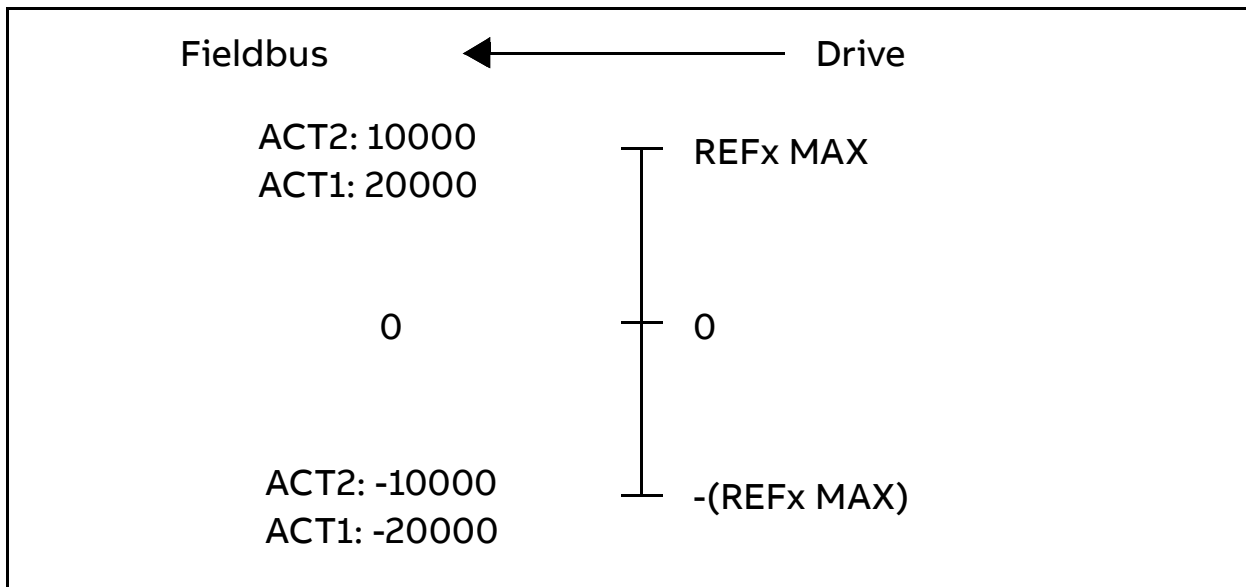 Fieldbus Drive
ACT2: 10000
ACT1: 20000
REFx MAX
0 0
ACT2: -10000
ACT1: -20000
-(REFx MAX)